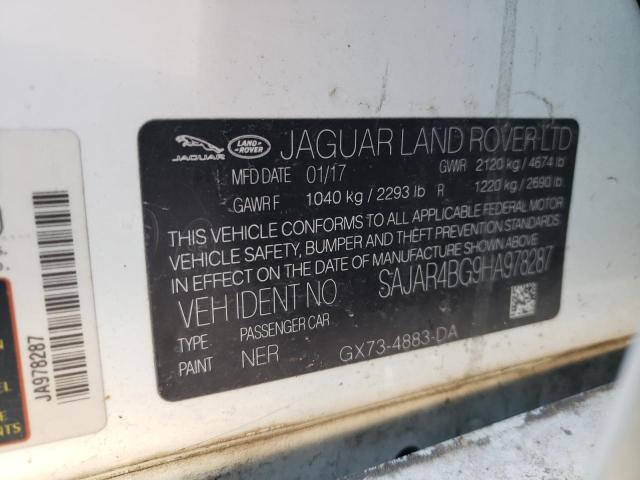 JAGUAR
LAND ROVER
JAGUAR LAND ROVER LTD
MFD DATE 01/17 GWVR 2120 kg / 4674 lb
GAWR F 1040 kg / 2293 lb R 1220 kg / 2690 lb.
THIS VEHICLE CONFORMS TO ALL APPLICABLE FEDERAL MOTOR
VEHICLE SAFETY, BUMPER AND THEFT PREVENTION STANDARDS
IN EFFECT ON THE DATE OF MANUFACTURE SHOWN ABOVE.
VEH IDENT NO SAJAR4BG9HA978287
TYPE PASSENGER CAR
PAINT NER GX73-4883-DA
JA978287